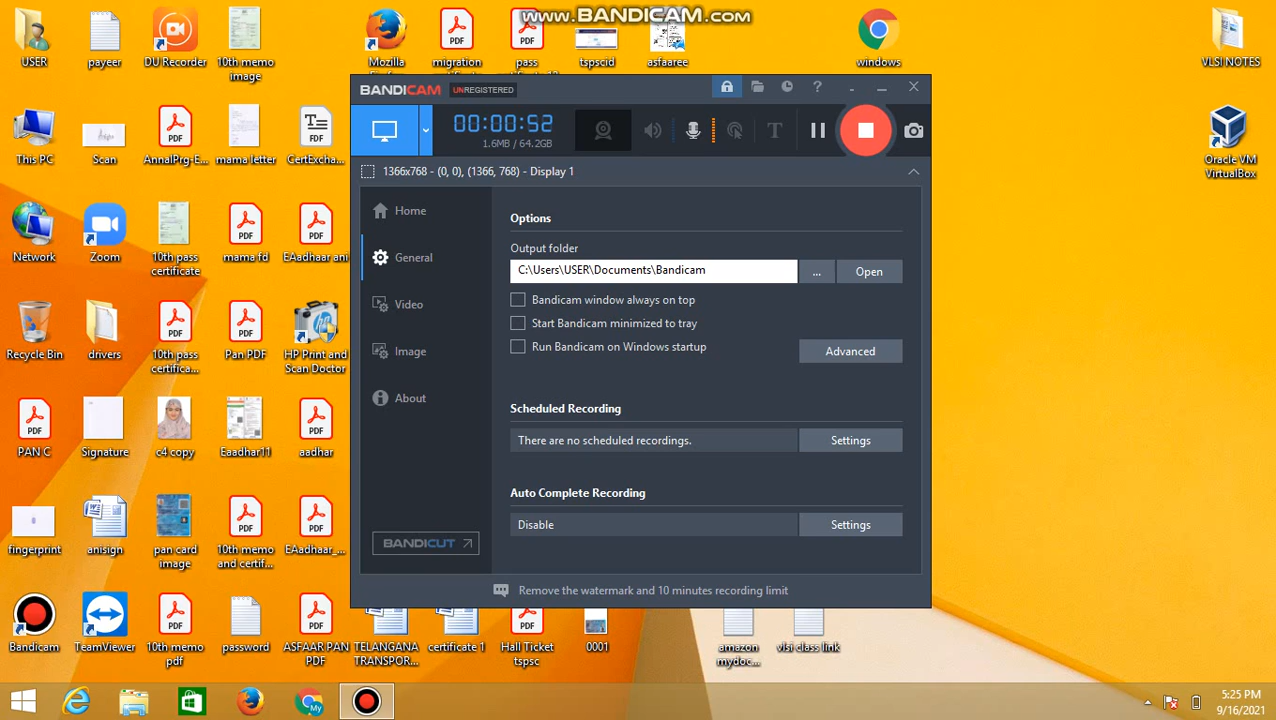 www.BANDICAM.com
USER
payeer
DU Recorder
10th memo
image
Mozilla
migration
pass
tspscid
asfaaree
windows
VLSI NOTES
BANDICAM
UNREGISTERED
?
00:00:52
1.6MB / 64.2GB
T
1366x768 - (0, 0), (1366, 768) - Display 1
This PC
Scan
AnnalPrg-E...
mama letter
CertExcha...
Oracle VM
VirtualBox
Home
General
Video
Image
About
BANDICUT
Options
Output folder
C:\Users\USER\Documents\Bandicam
...
Open
Bandicam window always on top
Start Bandicam minimized to tray
Run Bandicam on Windows startup
Advanced
Scheduled Recording
There are no scheduled recordings.
Settings
Auto Complete Recording
Disable
Settings
Remove the watermark and 10 minutes recording limit
Network
Zoom
10th pass
certificate
mama fd
EAadhaar ani
Recycle Bin
drivers
10th pass
certifica...
Pan PDF
HP Print and
Scan Doctor
PAN C
Signature
c4 copy
Eaadhar11
aadhar
fingerprint
anisign
pan card
image
10th memo
and certif...
EAadhaar_...
Bandicam
TeamViewer
10th memo
pdf
password
ASFAAR PAN
PDF
TELANGANA
TRANSPOR...
certificate 1
Hall Ticket
tspsc
0001
amazon
mydoc...
vlsi class link
5:25 PM
9/16/2021